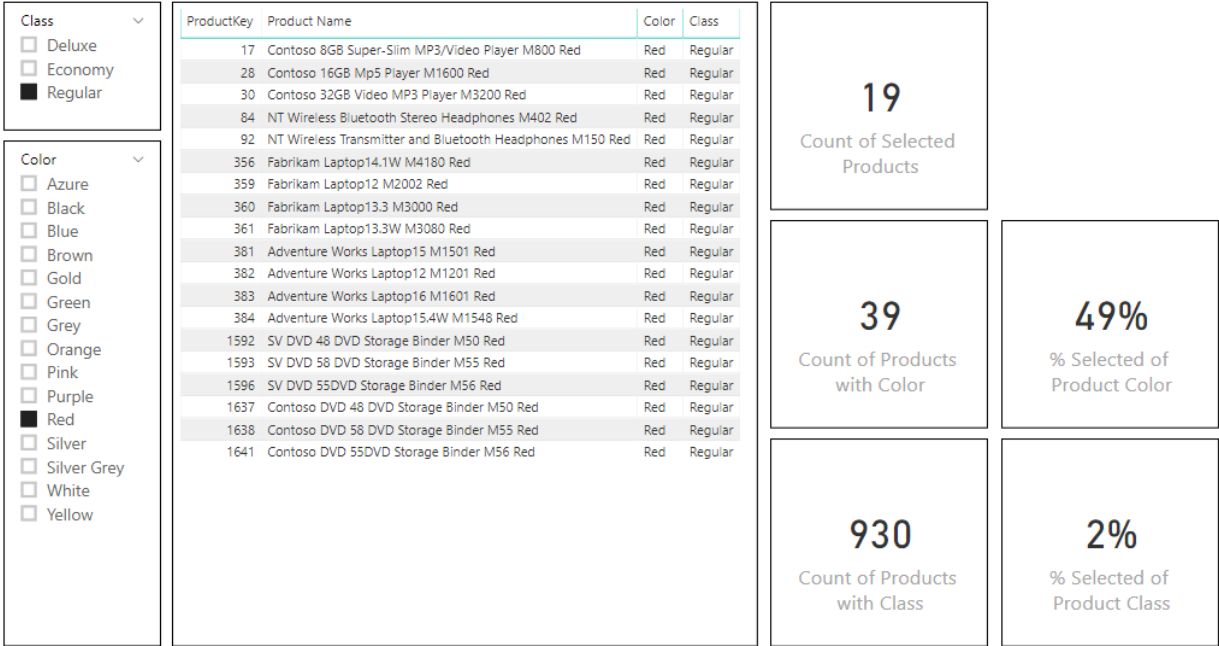 Class
Deluxe
Economy
Regular
Color
Azure
Black
Blue
Brown
Gold
Green
Grey
Orange
Pink
Purple
Red
Silver
Silver Grey
White
Yellow
ProductKey Product Name Color Class
17 Contoso 8GB Super-Slim MP3/Video Player M800 Red Red Regular
28 Contoso 16GB Mp5 Player M1600 Red Red Regular
30 Contoso 32GB Video MP3 Player M3200 Red Red Regular
84 NT Wireless Bluetooth Stereo Headphones M402 Red Red Regular
92 NT Wireless Transmitter and Bluetooth Headphones M150 Red Red Regular
356 Fabrikam Laptop14.1W M4180 Red Red Regular
359 Fabrikam Laptop12 M2002 Red Red Regular
360 Fabrikam Laptop13.3 M3000 Red Red Regular
361 Fabrikam Laptop13.3W M3080 Red Red Regular
381 Adventure Works Laptop15 M1501 Red Red Regular
382 Adventure Works Laptop12 M1201 Red Red Regular
383 Adventure Works Laptop16 M1601 Red Red Regular
384 Adventure Works Laptop15.4W M1548 Red Red Regular
1592 SV DVD 48 DVD Storage Binder M50 Red Red Regular
1593 SV DVD 58 DVD Storage Binder M55 Red Red Regular
1596 SV DVD 55DVD Storage Binder M56 Red Red Regular
1637 Contoso DVD 48 DVD Storage Binder M50 Red Red Regular
1638 Contoso DVD 58 DVD Storage Binder M55 Red Red Regular
1641 Contoso DVD 55DVD Storage Binder M56 Red Red Regular
19
Count of Selected
Products
39
Count of Products
with Color
49%
% Selected of
Product Color
930
Count of Products
with Class
2%
% Selected of
Product Class